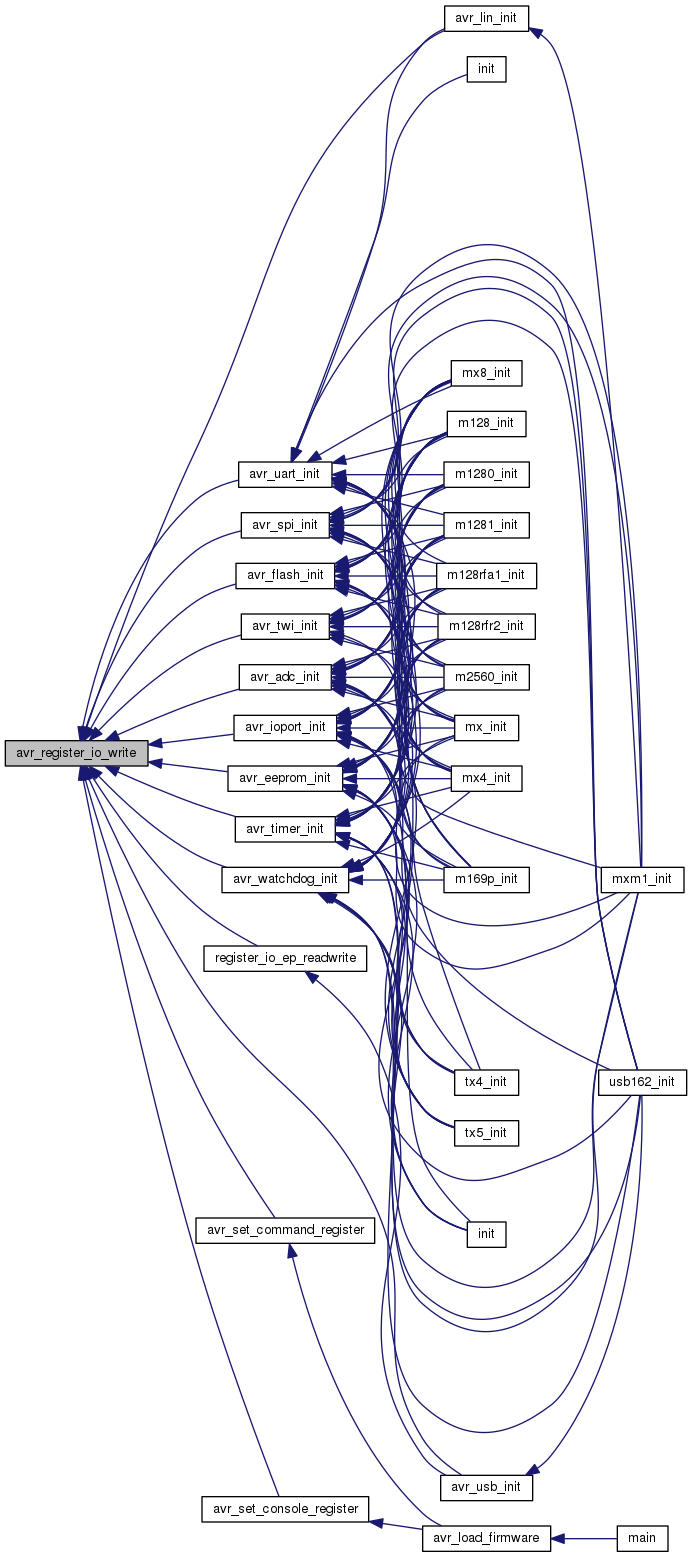 avr_lin_init
init
mx8_init
m128_init
avr_uart_init
m1280_init
avr_spi_init
m1281_init
avr_flash_init
m128rfa1_init
avr_twi_init
m128rfr2_init
avr_adc_init
m2560_init
avr_ioport_init
mx_init
avr_register_io_write
avr_eeprom_init
mx4_init
avr_timer_init
avr_watchdog_init
m169p_init
mxm1_init
register_io_ep_readwrite
tx4_init
usb162_init
tx5_init
avr_set_command_register
init
avr_usb_init
avr_set_console_register
avr_load_firmware
main